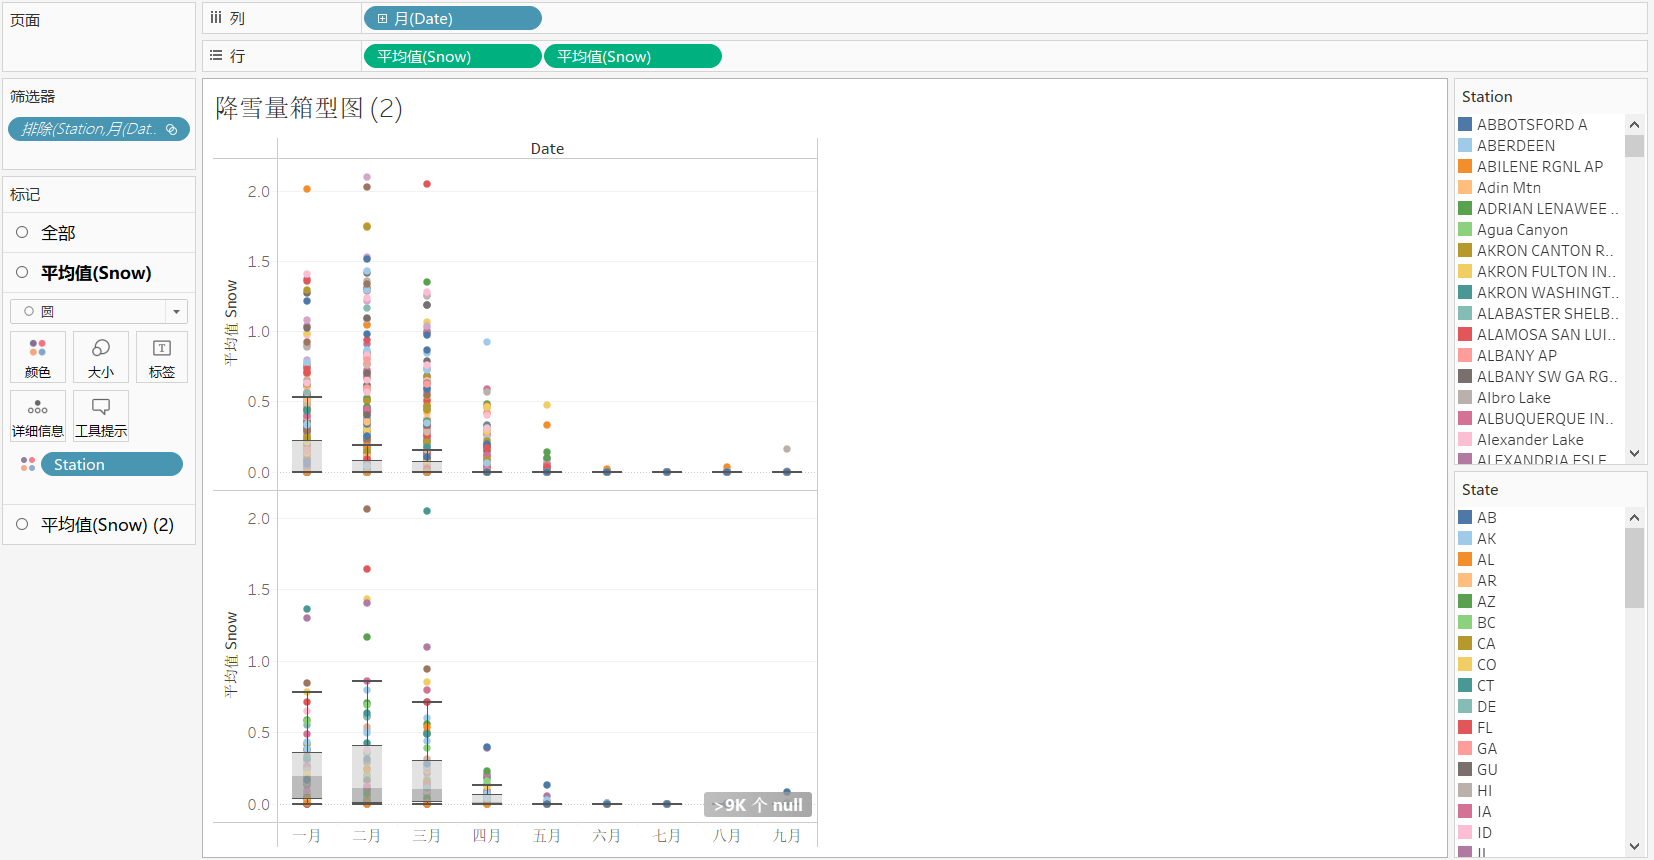 页面
列
月(Date)
行
平均值(Snow)
平均值(Snow)
筛选器
排除(Station,月(Dat..
标记
全部
平均值(Snow)
圆
颜色
大小
标签
详细信息
工具提示
Station
平均值(Snow) (2)
降雪量箱型图 (2)
Date
平均值 Snow
2.0
1.5
1.0
0.5
0.0
平均值 Snow
2.0
1.5
1.0
0.5
0.0
>9K 个 null
一月
二月
三月
四月
五月
六月
七月
八月
九月
Station
ABBOTSFORD A
ABERDEEN
ABILENE RGNL AP
Adin Mtn
ADRIAN LENAWEE ..
Agua Canyon
AKRON CANTON R..
AKRON FULTON IN..
AKRON WASHINGT..
ALABASTER SHELB..
ALAMOSA SAN LUI..
ALBANY AP
ALBANY SW GA RG..
Albro Lake
ALBUQUERQUE IN..
Alexander Lake
ALEXANDRIA ESLE
State
AB
AK
AL
AR
AZ
BC
CA
CO
CT
DE
FL
GA
GU
HI
IA
ID
IL